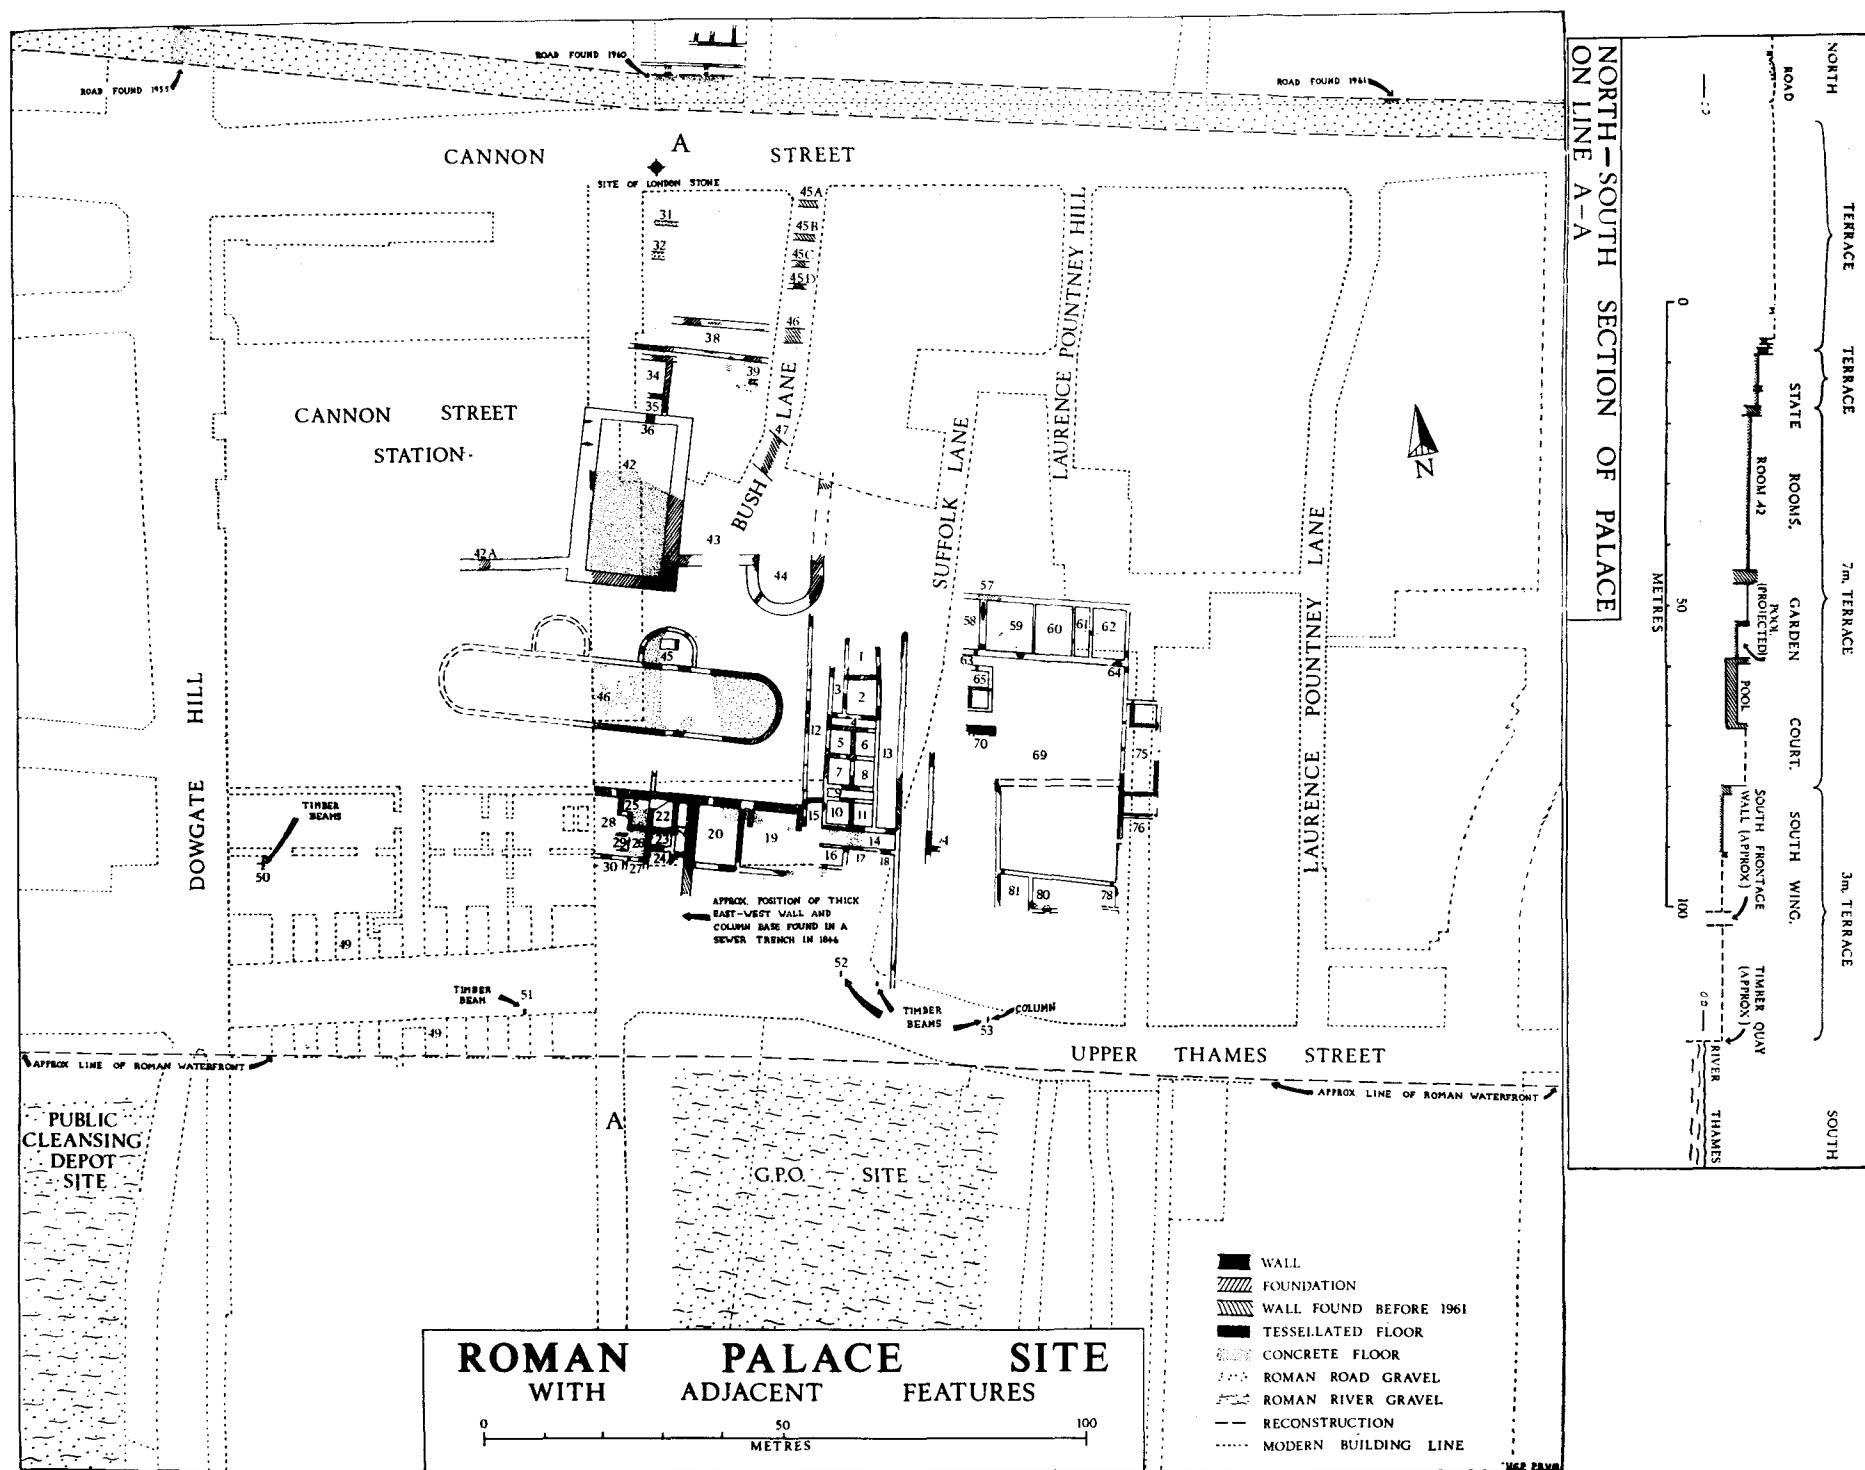 ROAD FOUND 1955
ROAD FOUND 1960
ROAD FOUND 1961
CANNON STREET
A
SITE OF LONDON STONE
31
32
45A
45B
45C
45D
46
38
34
35
36
39
47
BUSH LANE
CANNON STREET
STATION
42
42A
43
44
SUFFOLK LANE
LAURENCE POUNTNEY HILL
LAURENCE POUNTNEY LANE
LAURENCE POUNTNEY LANE
N
DOWGATE HILL
45
46
1
2
3
4
5
6
7
8
9
10
11
12
13
14
15
16
17
18
19
20
22
23
24
25
26
27
28
29
30
57
58
59
60
61
62
63
64
65
69
70
75
76
78
80
81
TIMBER
BEAMS
50
49
TIMBER
BEAM
51
49
APPROX. POSITION OF THICK
EAST-WEST WALL AND
COLUMN BASE FOUND IN A
SEWER TRENCH IN 1846
52
TIMBER
BEAMS
53
COLUMN
UPPER THAMES STREET
APPROX LINE OF ROMAN WATERFRONT
APPROX LINE OF ROMAN WATERFRONT
PUBLIC
CLEANSING
DEPOT
SITE
A
G.P.O. SITE
WALL
FOUNDATION
WALL FOUND BEFORE 1961
TESSELLATED FLOOR
CONCRETE FLOOR
ROMAN ROAD GRAVEL
ROMAN RIVER GRAVEL
RECONSTRUCTION
MODERN BUILDING LINE
ROMAN PALACE SITE
WITH ADJACENT FEATURES
0 50 100
METRES
NORTH-SOUTH SECTION OF PALACE
ON LINE A-A
NORTH
SOUTH
TERRACE
TERRACE
7m. TERRACE
3m. TERRACE
ROAD
STATE ROOMS.
GARDEN COURT.
SOUTH WING.
ROOM 42
POOL
(PROJECTED)
POOL
SOUTH FRONTAGE
WALL (APPROX)
TIMBER QUAY
(APPROX)
RIVER THAMES
0 50 100
METRES